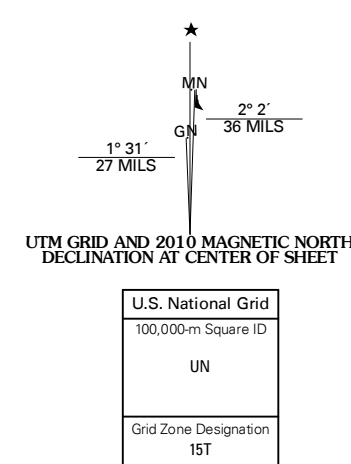 MN
GN
2° 2´
36 MILS
1° 31´
27 MILS
UTM GRID AND 2010 MAGNETIC NORTH
DECLINATION AT CENTER OF SHEET
U.S. National Grid
100,000-m Square ID
UN
Grid Zone Designation
15T